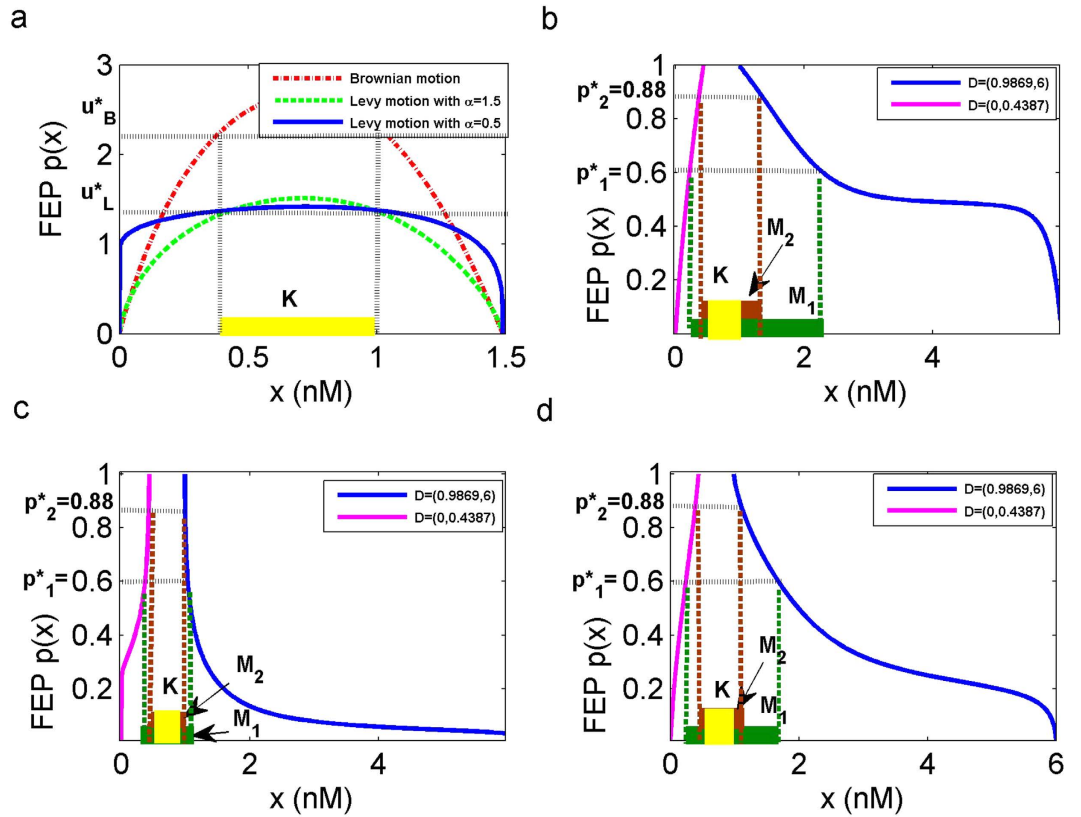 a
FEP p(x)
3
u*B
2
u*L
1
0
0
0.5
1
1.5
x (nM)
Brownian motion
Levy motion with α=1.5
Levy motion with α=0.5
K
b
FEP p(x)
1
p*2=0.88
0.8
p*1=0.6
0.4
0.2
0
2
4
6
x (nM)
D=(0.9869,6)
D=(0,0.4387)
M2
K
M1
c
FEP p(x)
1
p*2=0.88
0.8
p*1=0.6
0.4
0.2
0
2
4
x (nM)
D=(0.9869,6)
D=(0,0.4387)
K
M2
M1
d
FEP p(x)
1
p*2=0.88
0.8
p*1=0.6
0.4
0.2
0
2
4
6
x (nM)
D=(0.9869,6)
D=(0,0.4387)
K
M2
M1